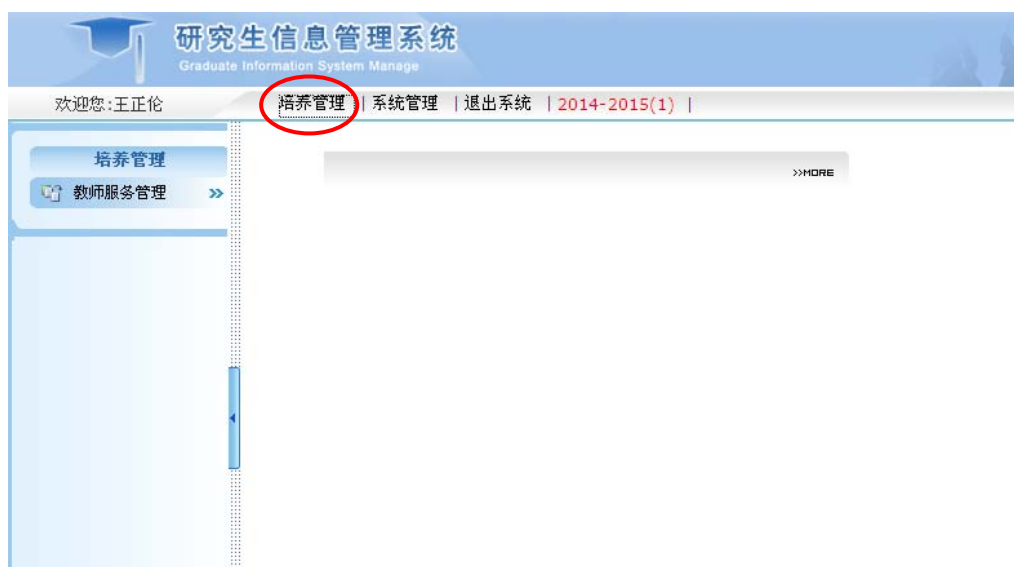 研究生信息管理系统
Graduate Information System Manage
欢迎您:王正伦
培养管理 | 系统管理 | 退出系统 | 2014-2015(1) |
培养管理
教师服务管理 »
>>MORE